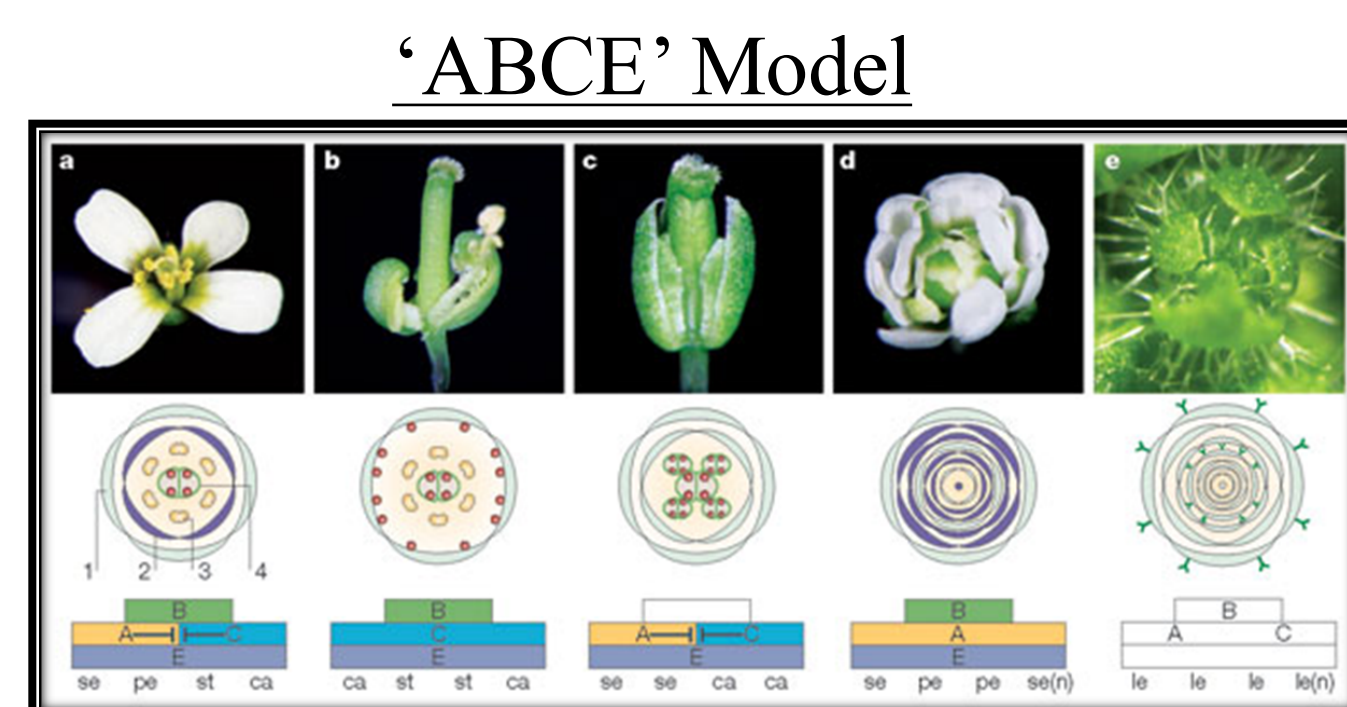 ‘ABCE’ Model
a b c d e
1 2 3 4
B B B B
A C C A C A A C
E E E E
se pe st ca ca st st ca se se ca ca se pe pe se(n) le le le le(n)